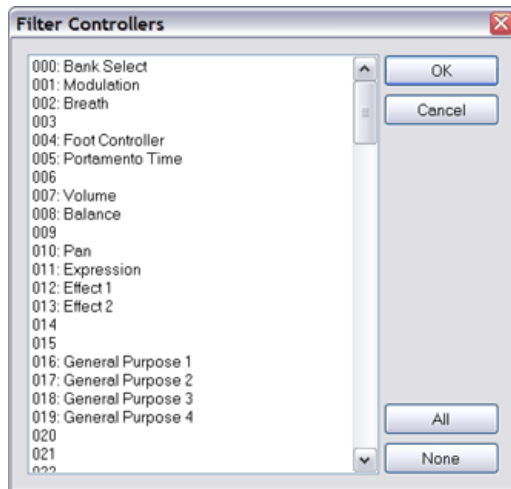 Filter Controllers
000: Bank Select
001: Modulation
002: Breath
003
004: Foot Controller
005: Portamento Time
006
007: Volume
008: Balance
009
010: Pan
011: Expression
012: Effect 1
013: Effect 2
014
015
016: General Purpose 1
017: General Purpose 2
018: General Purpose 3
019: General Purpose 4
020
021
022
OK
Cancel
All
None